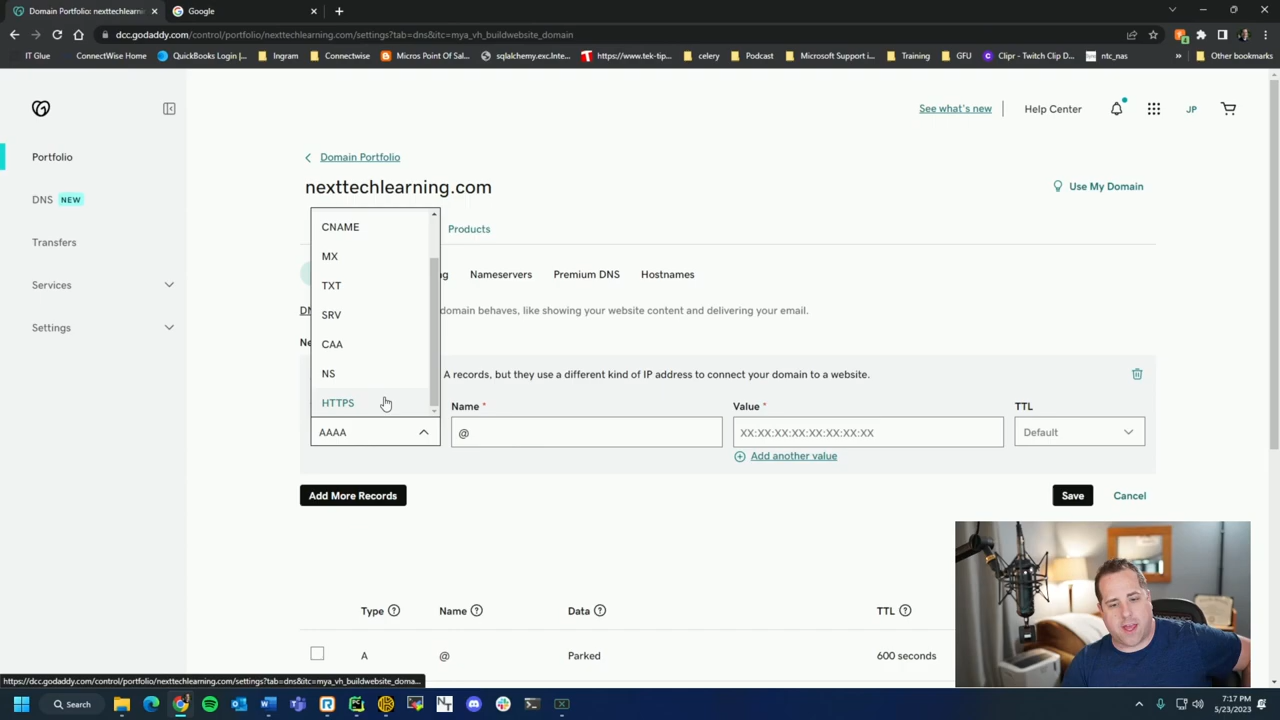 Domain Portfolio: nexttechlearning
Google
dcc.godaddy.com/control/portfolio/nexttechlearning.com/settings?tab=dns&itc=mya_vh_buildwebsite_domain
IT Glue
ConnectWise Home
QuickBooks Login |...
Ingram
Connectwise
Micros Point Of Sal...
sqlalchemy.exc.Inte...
https://www.tek-tip...
celery
Podcast
Microsoft Support i...
Training
GFU
Clipr - Twitch Clip D...
ntc_nas
»
Other bookmarks
See what's new
Help Center
JP
Portfolio
DNS NEW
Transfers
Services
Settings
Domain Portfolio
nexttechlearning.com
Use My Domain
Products
Nameservers
Premium DNS
Hostnames
domain behaves, like showing your website content and delivering your email.
Ne
CNAME
MX
TXT
SRV
CAA
NS
HTTPS
AAAA
A records, but they use a different kind of IP address to connect your domain to a website.
Name *
@
Value *
XX:XX:XX:XX:XX:XX:XX:XX
Add another value
TTL
Default
Add More Records
Save
Cancel
Type
Name
Data
TTL
A
@
Parked
600 seconds
https://dcc.godaddy.com/control/portfolio/nexttechlearning.com/settings?tab=dns&itc=mya_vh_buildwebsite_doma...
Search
7:17 PM
5/23/2023